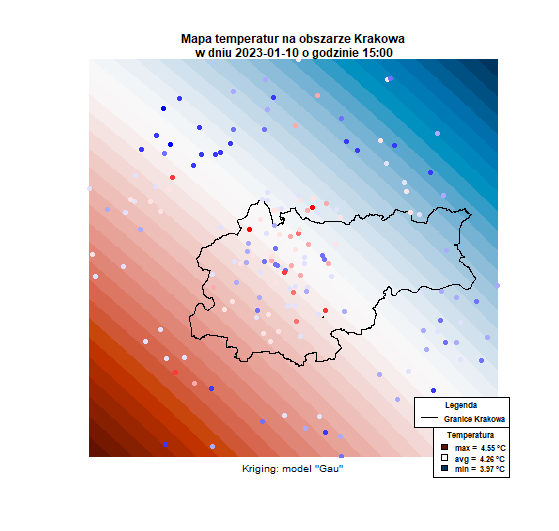 Mapa temperatur na obszarze Krakowa
w dniu 2023-01-10 o godzinie 15:00
Legenda
Granice Krakowa
Temperatura
max = 4.55 °C
avg = 4.26 °C
min = 3.97 °C
Kriging: model "Gau"